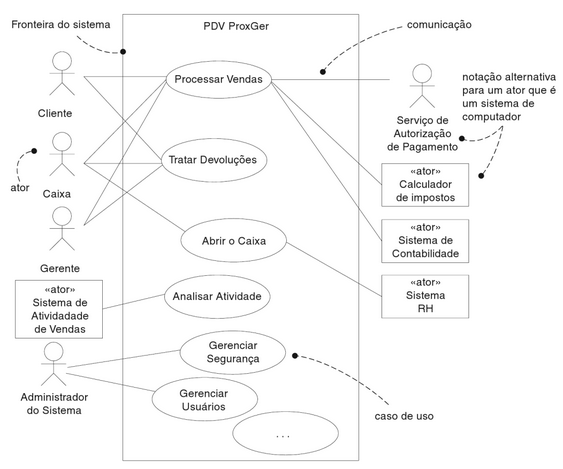 Fronteira do sistema
PDV ProxGer
comunicação
Processar Vendas
notação alternativa
para um ator que é
um sistema de
computador
Cliente
Serviço de
Autorização
de Pagamento
Tratar Devoluções
ator
Caixa
«ator»
Calculador
de impostos
Abrir o Caixa
«ator»
Sistema de
Contabilidade
Gerente
«ator»
Sistema de
Atividadade
de Vendas
Analisar Atividade
«ator»
Sistema
RH
Gerenciar
Segurança
Administrador
do Sistema
Gerenciar
Usuários
caso de uso
...